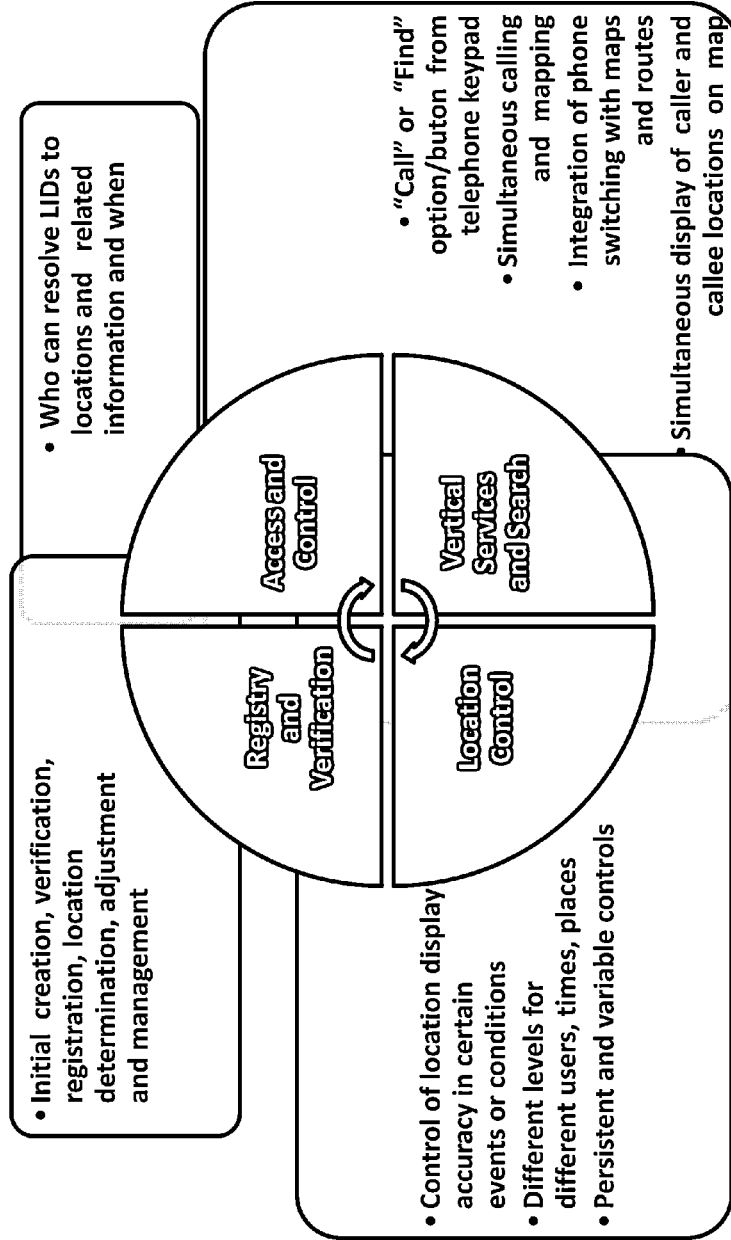 • Initial creation, verification,
registration, location
determination, adjustment
and management
• Who can resolve LIDs to
locations and related
information and when
Registry
and
Verification
Access and
Control
Location
Control
Vertical
Services
and Search
• Control of location display
accuracy in certain
events or conditions
• Different levels for
different users, times, places
• Persistent and variable controls
• “Call” or “Find”
option/buton from
telephone keypad
• Simultaneous calling
and mapping
• Integration of phone
switching with maps
and routes
• Simultaneous display of caller and
callee locations on map